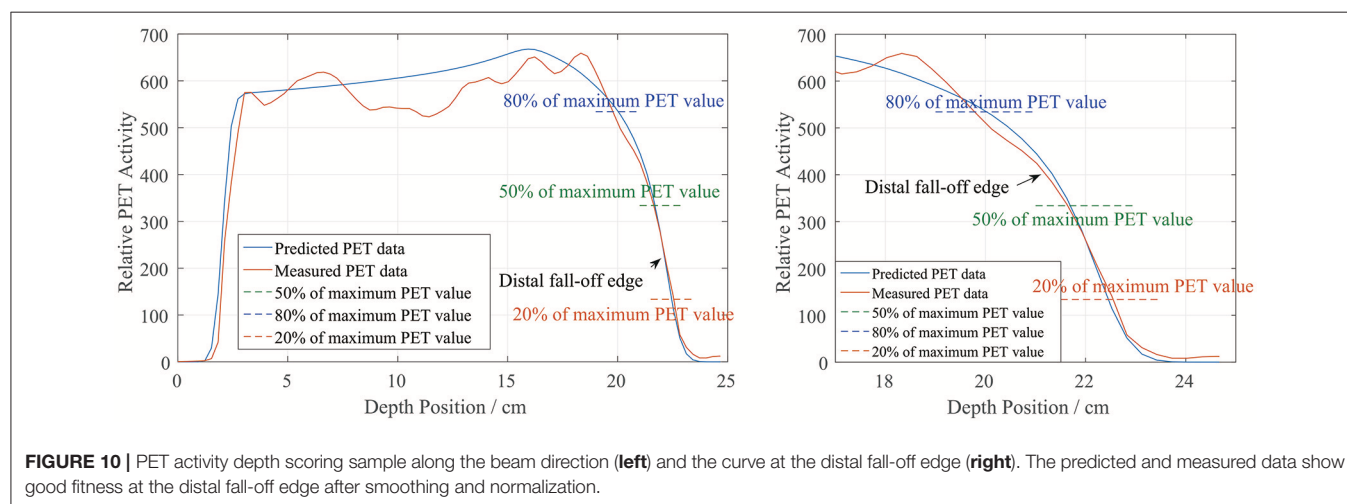 700
600
500
400
300
200
100
0
Relative PET Activity
80% of maximum PET value
50% of maximum PET value
Distal fall-off edge
20% of maximum PET value
Predicted PET data
Measured PET data
50% of maximum PET value
80% of maximum PET value
20% of maximum PET value
0 5 10 15 20 25
Depth Position / cm
700
600
500
400
300
200
100
0
Relative PET Activity
80% of maximum PET value
Distal fall-off edge
50% of maximum PET value
20% of maximum PET value
Predicted PET data
Measured PET data
50% of maximum PET value
80% of maximum PET value
20% of maximum PET value
18 20 22 24
Depth Position / cm
FIGURE 10 | PET activity depth scoring sample along the beam direction (left) and the curve at the distal fall-off edge (right). The predicted and measured data show
good fitness at the distal fall-off edge after smoothing and normalization.